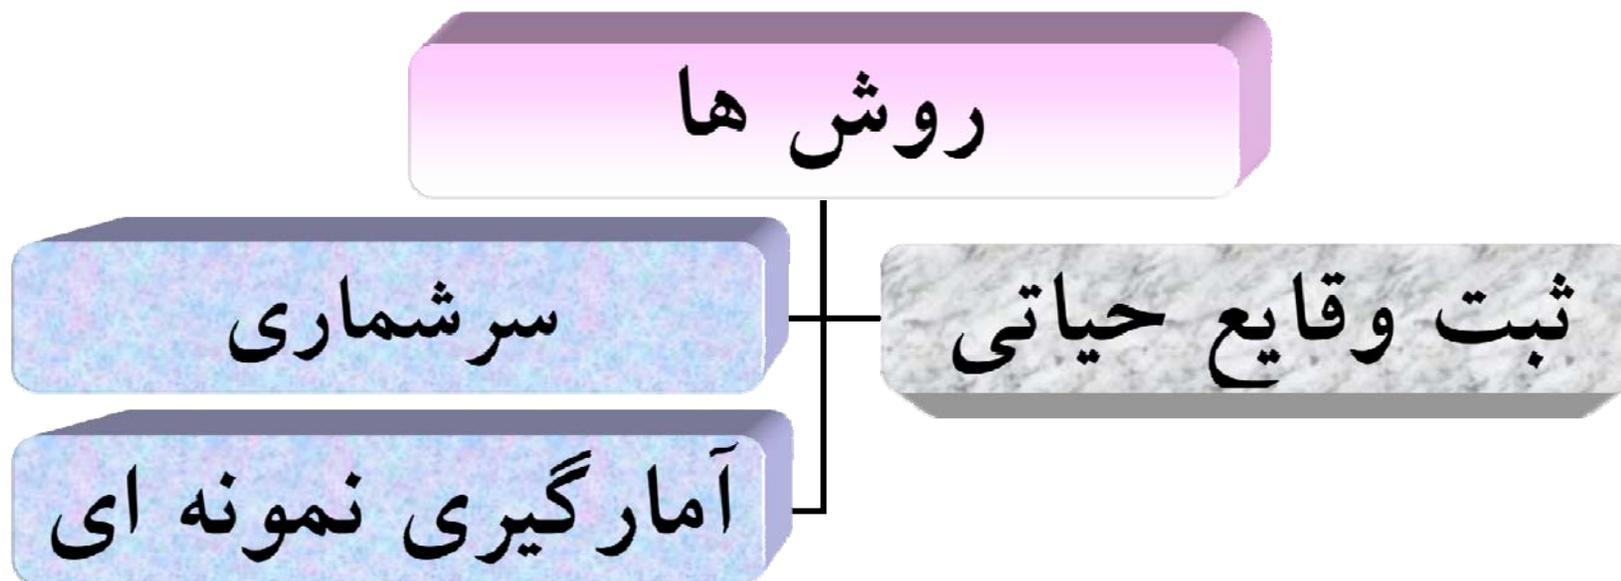 روش ها
ثبت وقایع حیاتی
سرشماری
آمارگیری نمونه ای